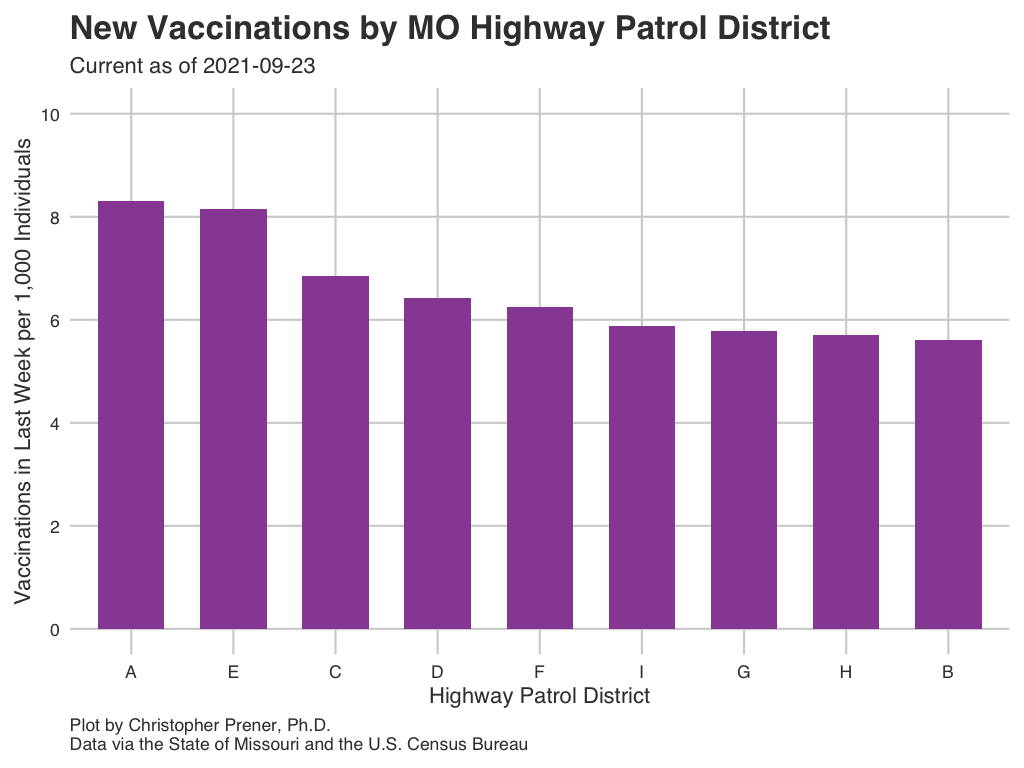 New Vaccinations by MO Highway Patrol District
Current as of 2021-09-23
Vaccinations in Last Week per 1,000 Individuals
10
8
6
4
2
0
A E C D F I G H B
Highway Patrol District
Plot by Christopher Prener, Ph.D.
Data via the State of Missouri and the U.S. Census Bureau